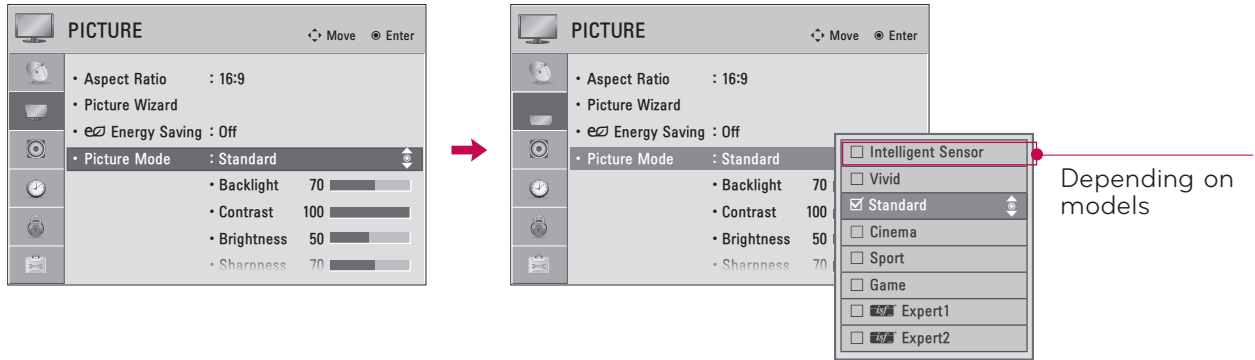 PICTURE
Move Enter
• Aspect Ratio : 16:9
• Picture Wizard
• Energy Saving : Off
• Picture Mode : Standard
• Backlight 70
• Contrast 100
• Brightness 50
• Sharpness 70
PICTURE
Move Enter
• Aspect Ratio : 16:9
• Picture Wizard
• Energy Saving : Off
• Picture Mode : Standard
• Backlight 70
• Contrast 100
• Brightness 50
• Sharpness 70
☐ Intelligent Sensor
☐ Vivid
☑ Standard
☐ Cinema
☐ Sport
☐ Game
☐ isf Expert1
☐ isf Expert2
Depending on
models